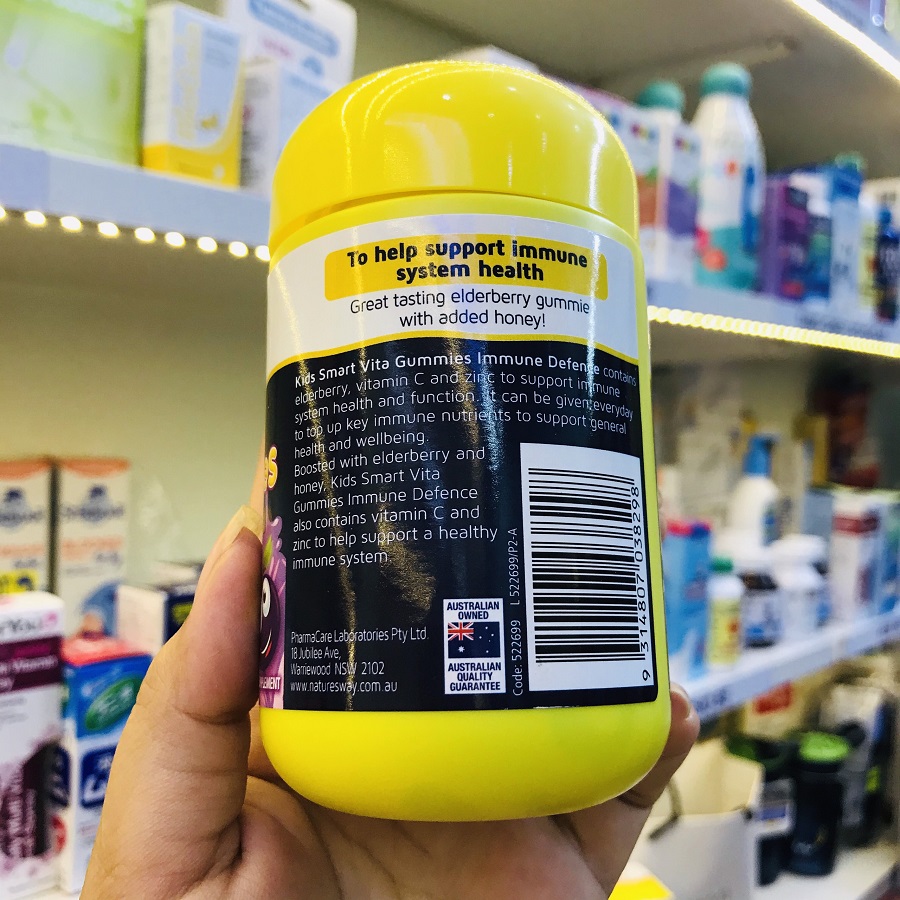 To help support immune
system health
Great tasting elderberry gummie
with added honey!
Kids Smart Vita Gummies Immune Defence contains
elderberry, vitamin C and zinc to support immune
system health and function. It can be given everyday
to top up key immune nutrients to support general
health and wellbeing.
Boosted with elderberry and
honey, Kids Smart Vita
Gummies Immune Defence
also contains vitamin C and
zinc to help support a healthy
immune system.
PharmaCare Laboratories Pty Ltd
18 Jubilee Ave,
Warriewood NSW 2102
www.naturesway.com.au
AUSTRALIAN
OWNED
AUSTRALIAN
QUALITY
GUARANTEE
Code: 522699 L 522699/P2-A
9 314807 038298